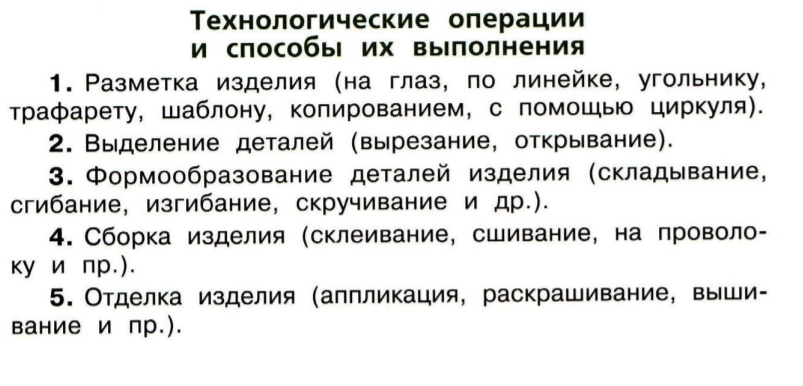 Технологические операции
и способы их выполнения
1. Разметка изделия (на глаз, по линейке, угольнику,
трафарету, шаблону, копированием, с помощью циркуля).
2. Выделение деталей (вырезание, открывание).
3. Формообразование деталей изделия (складывание,
сгибание, изгибание, скручивание и др.).
4. Сборка изделия (склеивание, сшивание, на проволо-
ку и пр.).
5. Отделка изделия (аппликация, раскрашивание, выши-
вание и пр.).